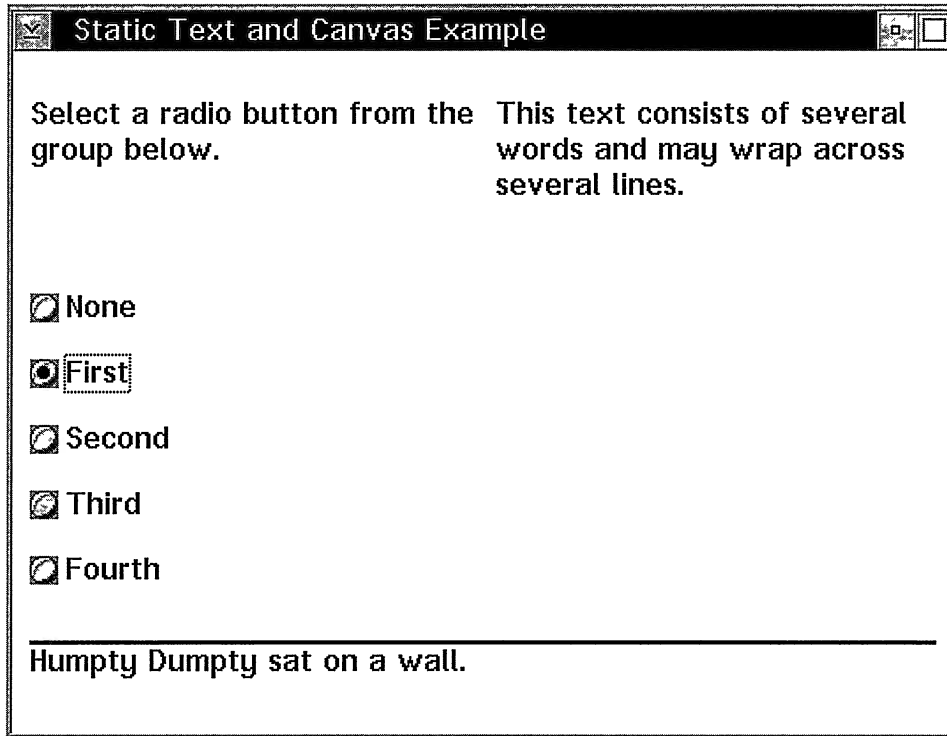 Static Text and Canvas Example
Select a radio button from the
group below.
This text consists of several
words and may wrap across
several lines.
None
First
Second
Third
Fourth
Humpty Dumpty sat on a wall.